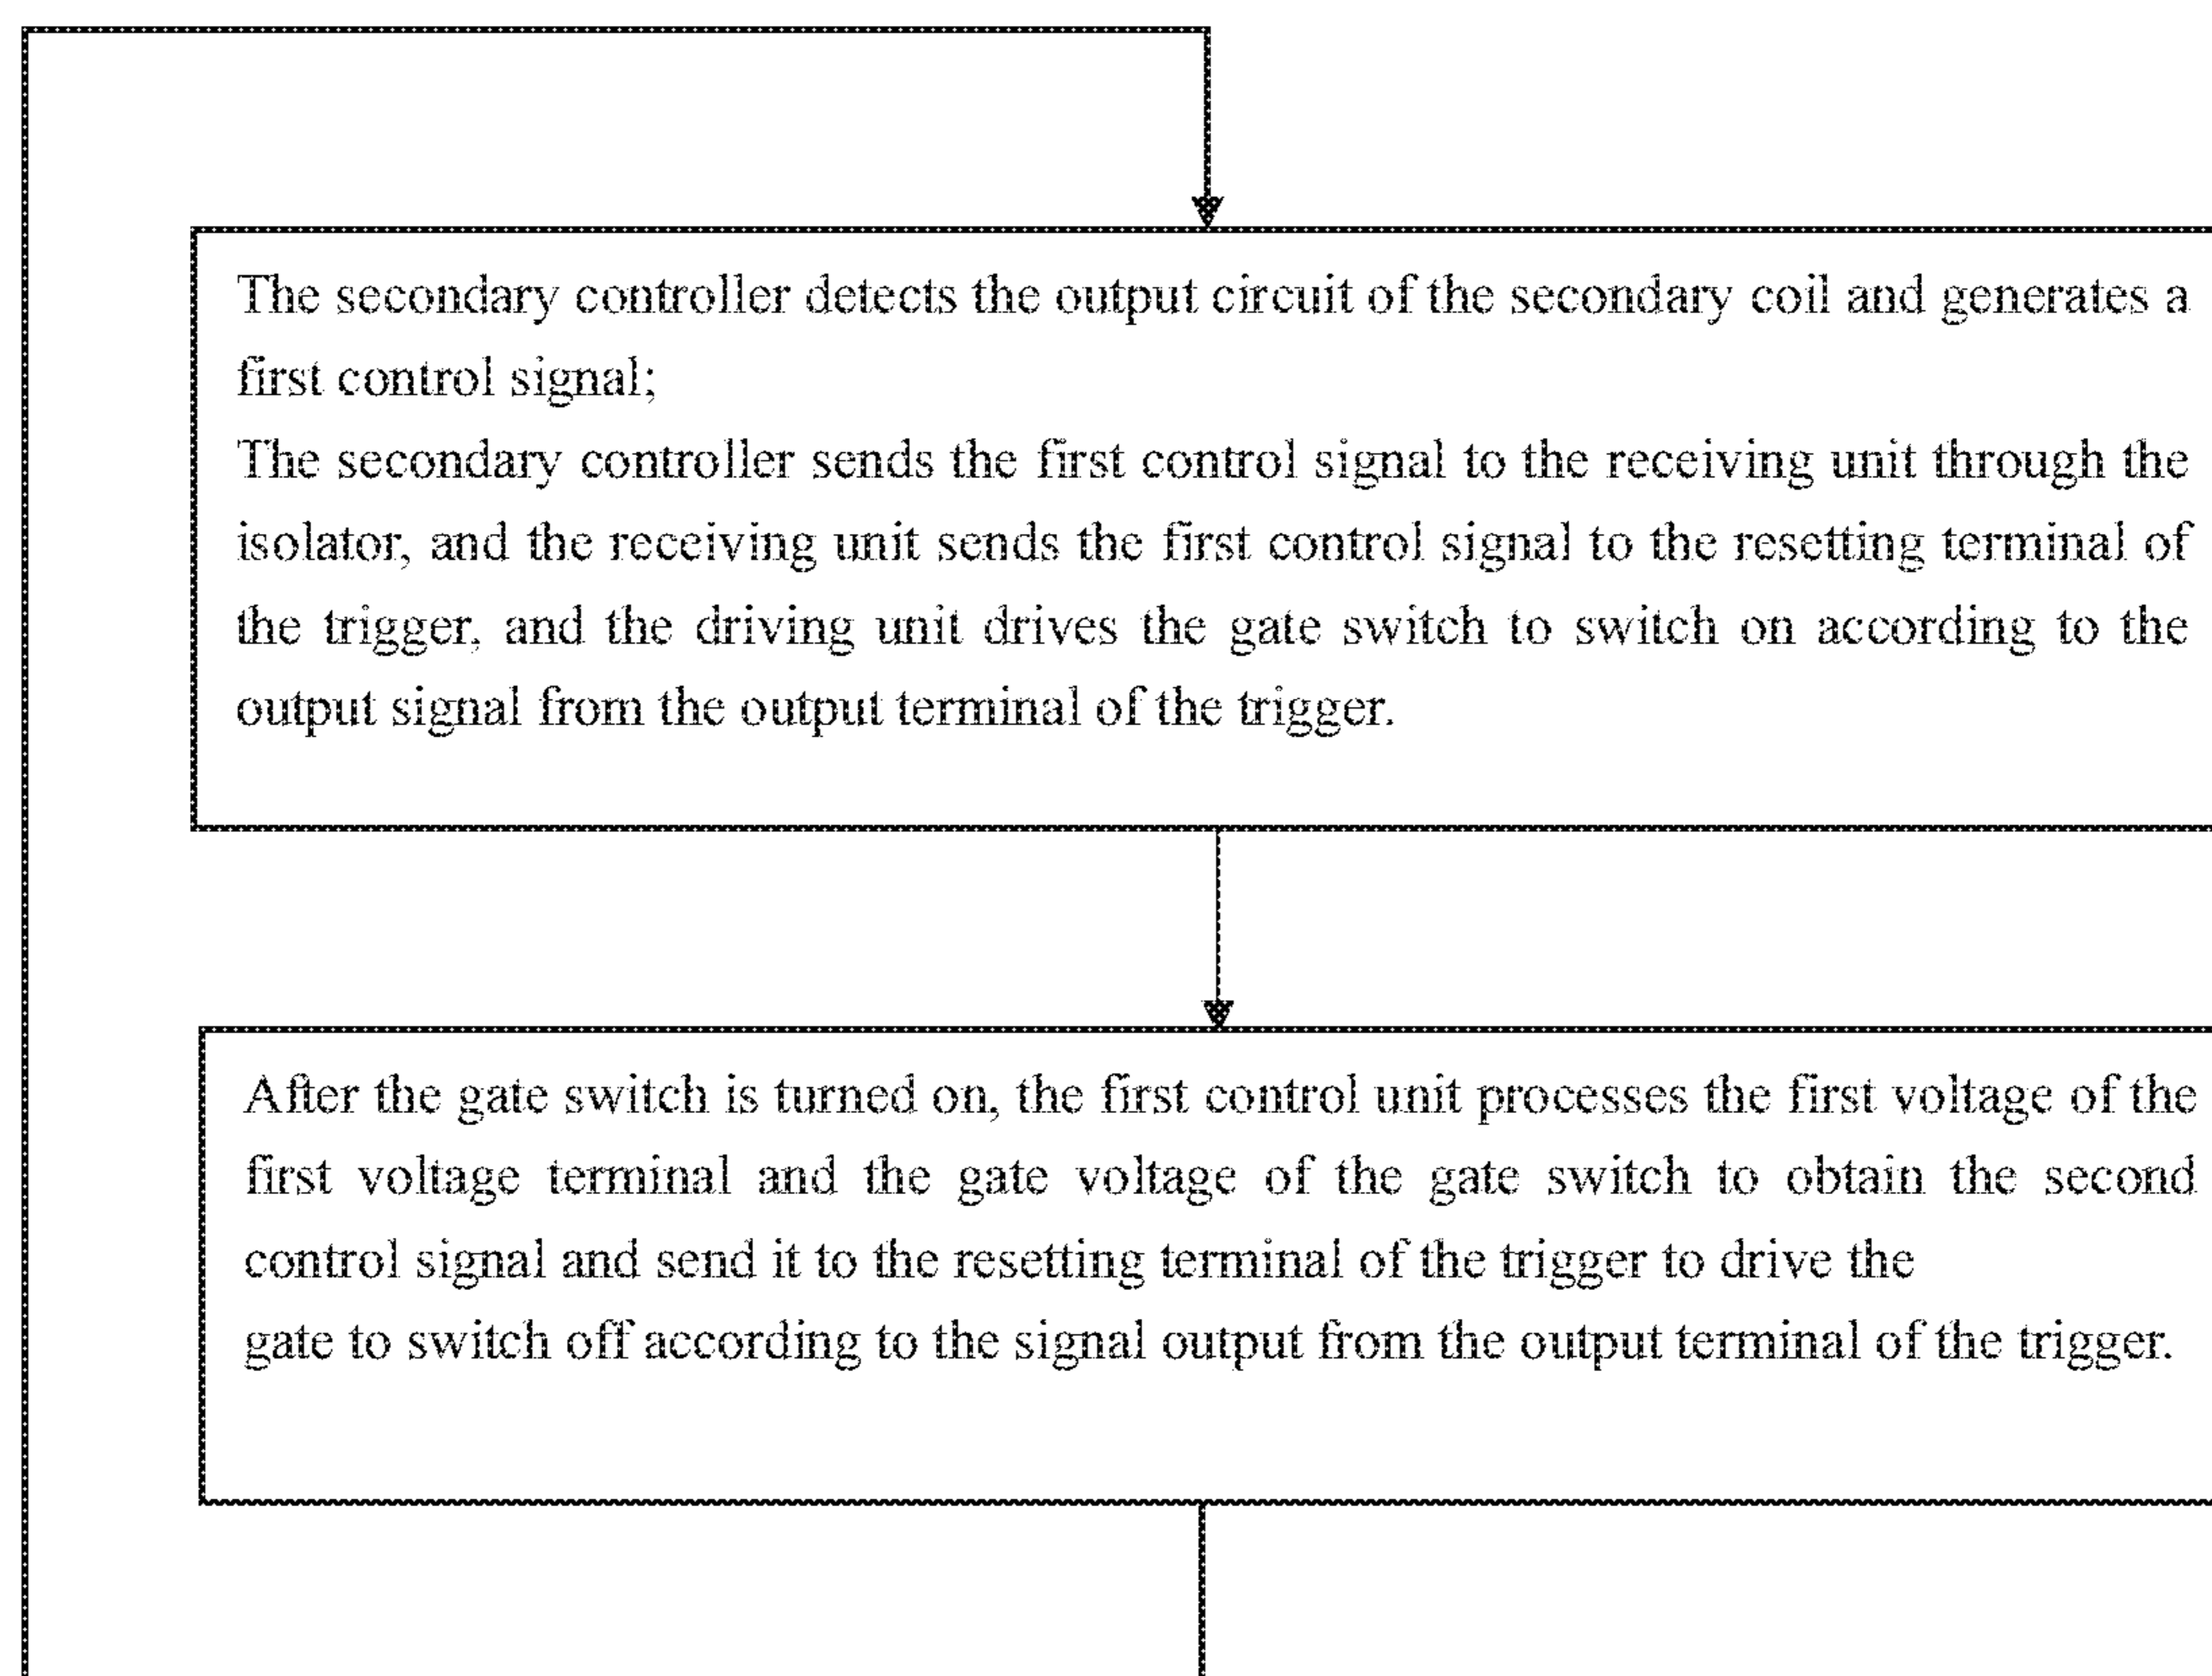 The secondary controller detects the output circuit of the secondary coil and generates a
first control signal;
The secondary controller sends the first control signal to the receiving unit through the
isolator, and the receiving unit sends the first control signal to the resetting terminal of
the trigger, and the driving unit drives the gate switch to switch on according to the
output signal from the output terminal of the trigger.
After the gate switch is turned on, the first control unit processes the first voltage of the
first voltage terminal and the gate voltage of the gate switch to obtain the second
control signal and send it to the resetting terminal of the trigger to drive the
gate to switch off according to the signal output from the output terminal of the trigger.